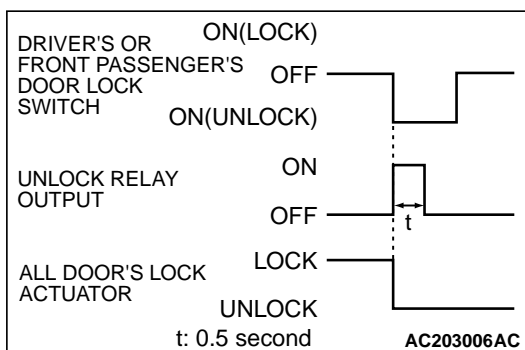 DRIVER'S OR
FRONT PASSENGER'S
DOOR LOCK
SWITCH
ON(LOCK)
OFF
ON(UNLOCK)
UNLOCK RELAY
OUTPUT
ON
OFF
t
ALL DOOR'S LOCK
ACTUATOR
LOCK
UNLOCK
t: 0.5 second
AC203006AC